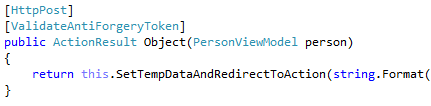 [HttpPost]
[ValidateAntiForgeryToken]
public ActionResult Object(PersonViewModel person)
{
    return this.SetTempDataAndRedirectToAction(string.Format(
}